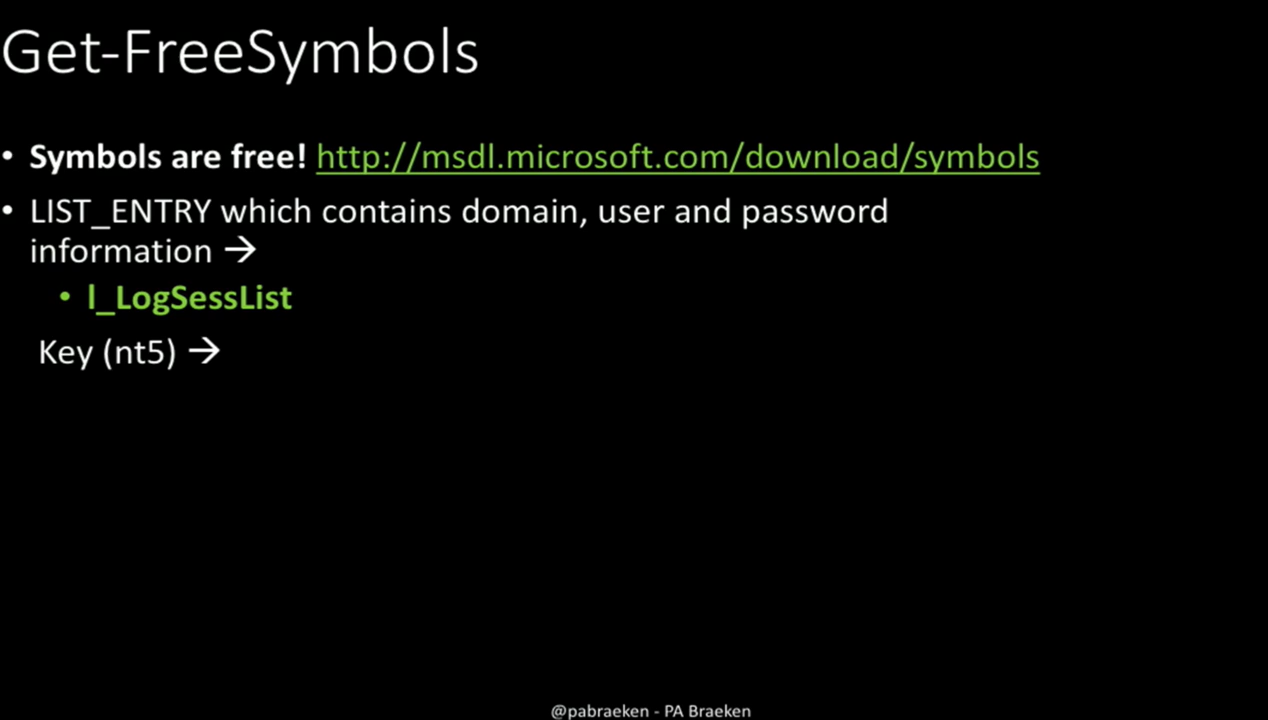 Get-FreeSymbols
• Symbols are free! http://msdl.microsoft.com/download/symbols
• LIST_ENTRY which contains domain, user and password
information →
• l_LogSessList
Key (nt5) →
@pabraeken - PA Braeken